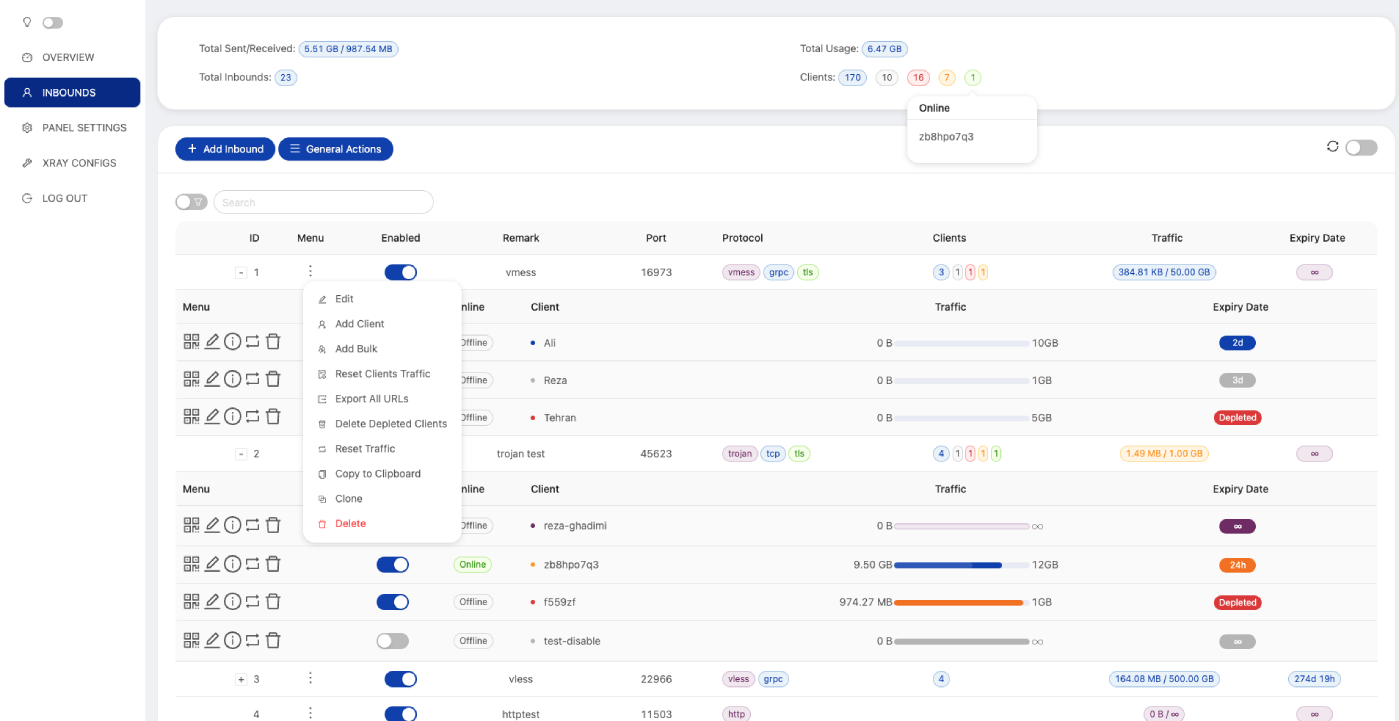 Total Sent/Received: 5.51 GB / 987.54 MB
Total Usage: 6.47 GB
OVERVIEW
Total Inbounds: 23
Clients: 170 10 16 7 1
INBOUNDS
Online
zb8hpo7q3
PANEL SETTINGS
XRAY CONFIGS
LOG OUT
+ Add Inbound
General Actions
Search
ID Menu Enabled Remark Port Protocol Clients Traffic Expiry Date
- 1 vmess 16973 vmess grpc tls 3 1 1 1 384.81 KB / 50.00 GB ∞
Edit
Add Client
Add Bulk
Reset Clients Traffic
Export All URLs
Delete Depleted Clients
Reset Traffic
Copy to Clipboard
Clone
Delete
Menu nline Client Traffic Expiry Date
Offline Ali 0 B 10GB 2d
ffline Reza 0 B 1GB 3d
ffline Tehran 0 B 5GB Depleted
- 2 trojan test 45623 trojan tcp tls 4 1 1 1 1 1.49 MB / 1.00 GB ∞
Menu nline Client Traffic Expiry Date
Offline reza-ghadimi 0 B ∞ ∞
Online zb8hpo7q3 9.50 GB 12GB 24h
Offline f559zf 974.27 MB 1GB Depleted
Offline test-disable 0 B ∞ ∞
+ 3 vless 22966 vless grpc 4 164.08 MB / 500.00 GB 274d 19h
4 httptest 11503 http 0 B / ∞ ∞